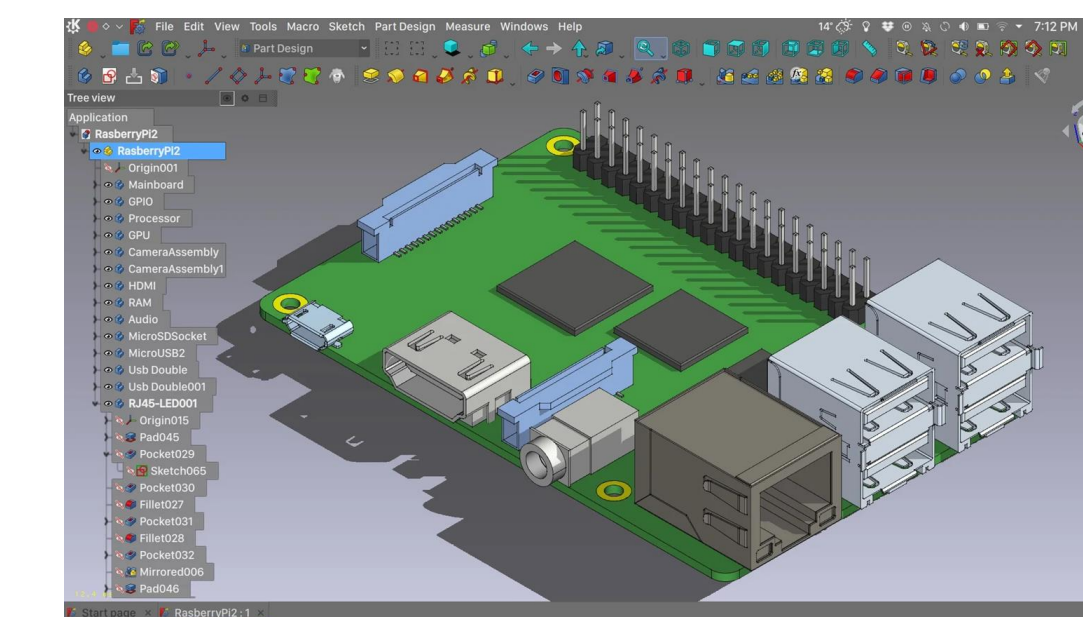 File Edit View Tools Macro Sketch Part Design Measure Windows Help 14° 7:12 PM
Part Design
Tree view
Application
RasberryPi2
RasberryPi2
Origin001
Mainboard
GPIO
Processor
GPU
CameraAssembly
CameraAssembly1
HDMI
RAM
Audio
MicroSDSocket
MicroUSB2
Usb Double
Usb Double001
RJ45-LED001
Origin015
Pad045
Pocket029
Sketch065
Pocket030
Fillet027
Pocket031
Fillet028
Pocket032
Mirrored006
Pad046
Start page × RasberryPi2 : 1 ×